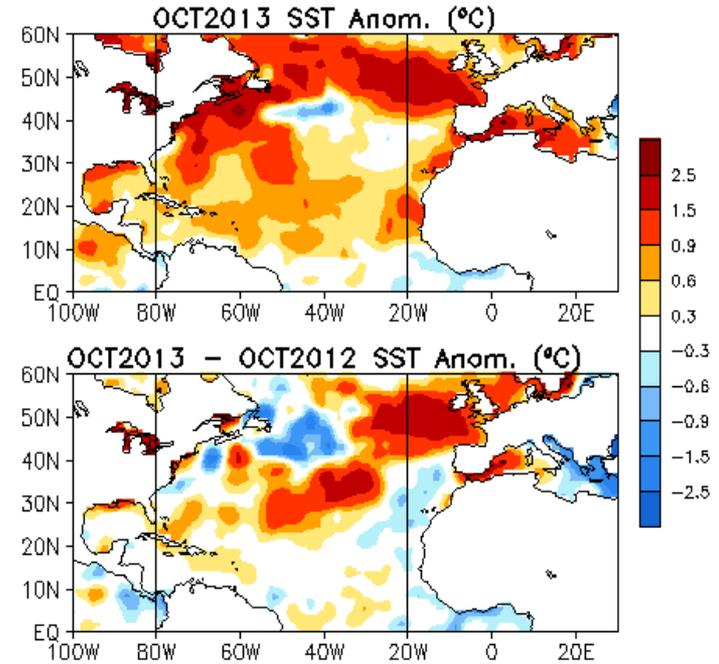 OCT2013 SST Anom. (ºC)
60N
50N
40N
30N
20N
10N
EQ
100W 80W 60W 40W 20W 0 20E
2.5
1.5
0.9
0.6
0.3
−0.3
−0.6
−0.9
−1.5
−2.5
OCT2013 − OCT2012 SST Anom. (ºC)
60N
50N
40N
30N
20N
10N
EQ
100W 80W 60W 40W 20W 0 20E